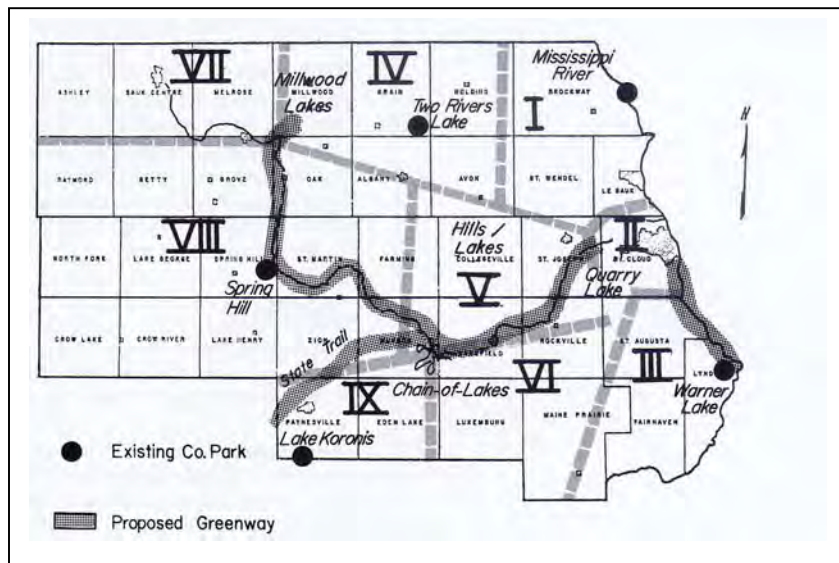 VII
Millwood
Lakes
IV
Mississippi
River
ASHLEY
SAUK CENTRE
MELROSE
MILLWOOD
KRAIN
HOLDING
BROCKWAY
Two Rivers
Lake
I
N
RAYMOND
GETTY
GROVE
OAK
ALBANY
AVON
ST. WENDEL
LE SAUK
VIII
Hills /
Lakes
II
NORTH FORK
LAKE GEORGE
SPRING HILL
ST. MARTIN
FARMING
COLLEGEVILLE
ST. JOSEPH
ST. CLOUD
V
Quarry
Lake
Spring
Hill
CROW LAKE
CROW RIVER
LAKE HENRY
ZION
WAKEFIELD
ROCKVILLE
ST. AUGUSTA
State Trail
LYND
III
VI
IX
Chain-of-Lakes
Warner
Lake
PAYNESVILLE
EDEN LAKE
LUXEMBURG
MAINE PRAIRIE
FAIRHAVEN
Lake Koronis
Existing Co. Park
Proposed Greenway